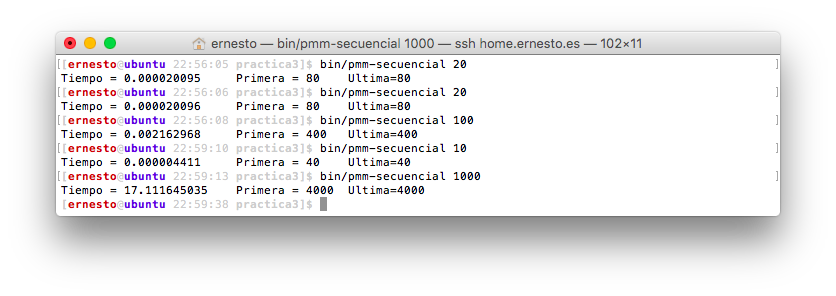 ernesto — bin/pmm-secuencial 1000 — ssh home.ernesto.es — 102×11
[[ernesto@ubuntu 22:56:05 practica3]$ bin/pmm-secuencial 20 ]
Tiempo = 0.000020095 Primera = 80 Ultima=80
[[ernesto@ubuntu 22:56:06 practica3]$ bin/pmm-secuencial 20 ]
Tiempo = 0.000020096 Primera = 80 Ultima=80
[[ernesto@ubuntu 22:56:08 practica3]$ bin/pmm-secuencial 100 ]
Tiempo = 0.002162968 Primera = 400 Ultima=400
[[ernesto@ubuntu 22:59:10 practica3]$ bin/pmm-secuencial 10 ]
Tiempo = 0.000004411 Primera = 40 Ultima=40
[[ernesto@ubuntu 22:59:13 practica3]$ bin/pmm-secuencial 1000 ]
Tiempo = 17.111645035 Primera = 4000 Ultima=4000
[ernesto@ubuntu 22:59:38 practica3]$